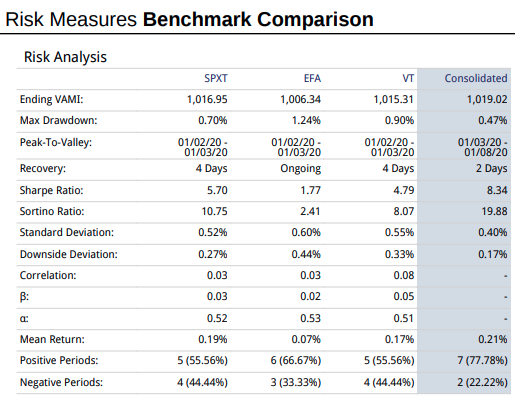 Risk Measures Benchmark Comparison
Risk Analysis
SPXT EFA VT Consolidated
Ending VAMI: 1,016.95 1,006.34 1,015.31 1,019.02
Max Drawdown: 0.70% 1.24% 0.90% 0.47%
Peak-To-Valley: 01/02/20 - 01/02/20 - 01/02/20 - 01/03/20 -
01/03/20 01/03/20 01/03/20 01/08/20
Recovery: 4 Days Ongoing 4 Days 2 Days
Sharpe Ratio: 5.70 1.77 4.79 8.34
Sortino Ratio: 10.75 2.41 8.07 19.88
Standard Deviation: 0.52% 0.60% 0.55% 0.40%
Downside Deviation: 0.27% 0.44% 0.33% 0.17%
Correlation: 0.03 0.03 0.08 -
β: 0.03 0.02 0.05 -
α: 0.52 0.53 0.51 -
Mean Return: 0.19% 0.07% 0.17% 0.21%
Positive Periods: 5 (55.56%) 6 (66.67%) 5 (55.56%) 7 (77.78%)
Negative Periods: 4 (44.44%) 3 (33.33%) 4 (44.44%) 2 (22.22%)